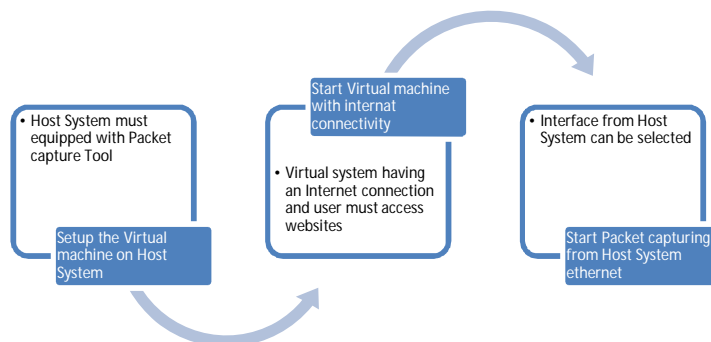 • Host System must
equipped with Packet
capture Tool
Setup the Virtual
machine on Host
System
Start Virtual machine
with internat
connectivity
• Virtual system having
an Internet connection
and user must access
websites
• Interface from Host
System can be selected
Start Packet capturing
from Host System
ethernet